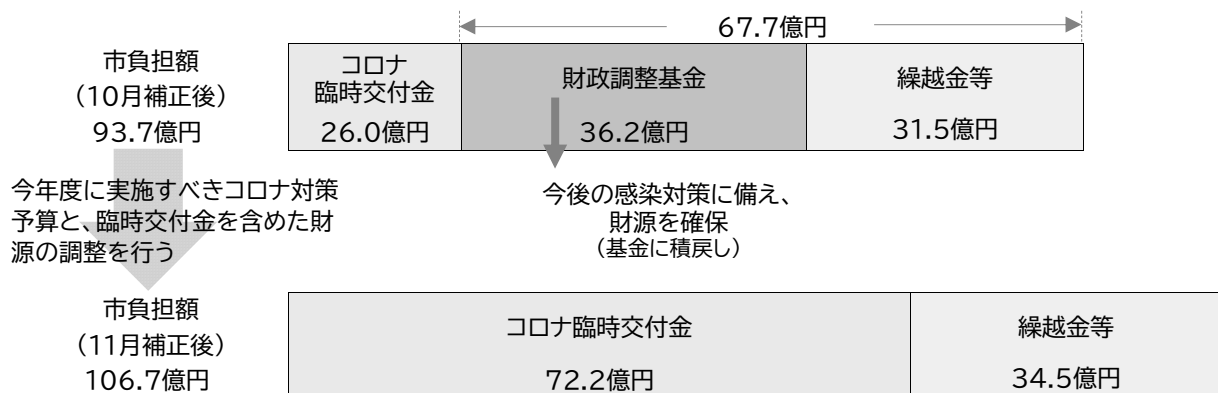 67.7億円
市負担額
（10月補正後）
93.7億円
コロナ
臨時交付金
26.0億円
財政調整基金
36.2億円
繰越金等
31.5億円
今年度に実施すべきコロナ対策
予算と、臨時交付金を含めた財
源の調整を行う
今後の感染対策に備え、
財源を確保
（基金に積戻し）
市負担額
（11月補正後）
106.7億円
コロナ臨時交付金
72.2億円
繰越金等
34.5億円